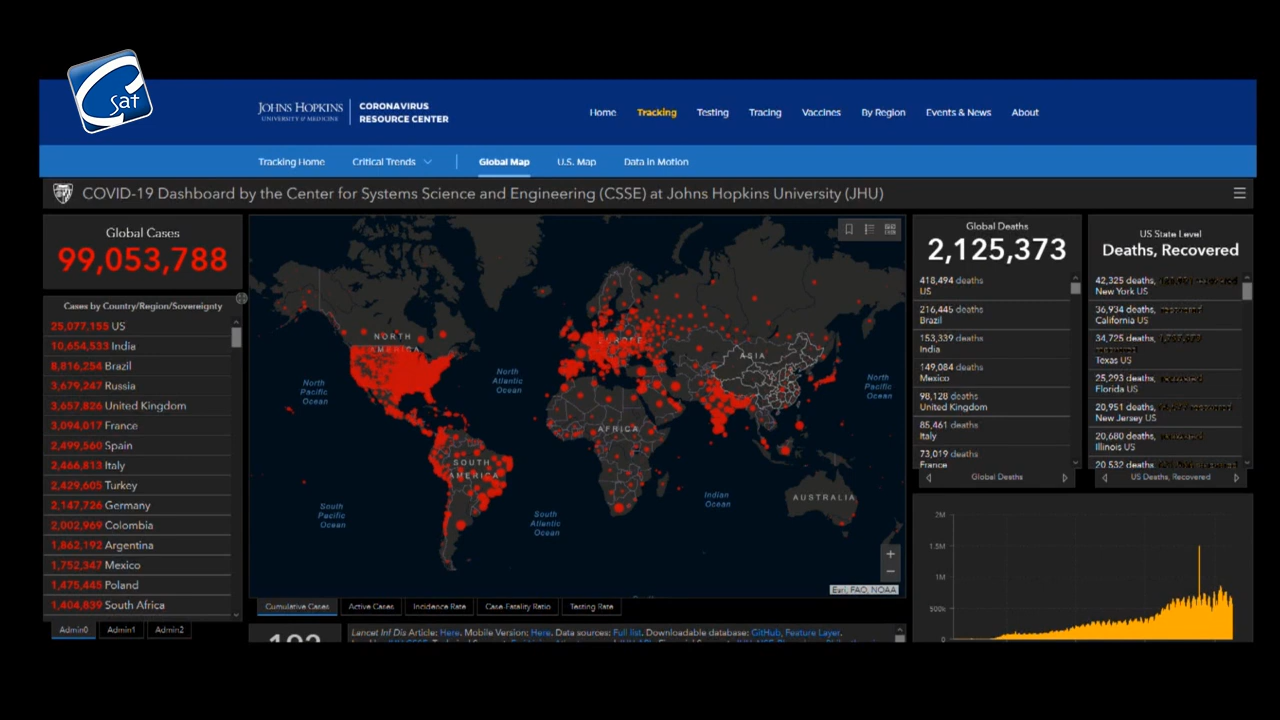 C
Sat
JOHNS HOPKINS
UNIVERSITY & MEDICINE
CORONAVIRUS
RESOURCE CENTER
Home
Tracking
Testing
Tracing
Vaccines
By Region
Events & News
About
Tracking Home
Critical Trends
Global Map
U.S. Map
Data in Motion
COVID-19 Dashboard by the Center for Systems Science and Engineering (CSSE) at Johns Hopkins University (JHU)
Global Cases
99,053,788
Cases by Country/Region/Sovereignty
25,077,155 US
10,654,533 India
8,816,254 Brazil
3,679,247 Russia
3,657,826 United Kingdom
3,094,017 France
2,499,560 Spain
2,466,813 Italy
2,429,605 Turkey
2,147,726 Germany
2,002,969 Colombia
1,862,192 Argentina
1,752,347 Mexico
1,475,445 Poland
1,404,839 South Africa
Admin0
Admin1
Admin2
NORTH
AMERICA
EUROPE
ASIA
AFRICA
SOUTH
AMERICA
AUSTRALIA
North
Pacific
Ocean
North
Atlantic
Ocean
North
Pacific
Ocean
South
Pacific
Ocean
South
Atlantic
Ocean
Indian
Ocean
+
−
Esri, FAO, NOAA
Cumulative Cases
Active Cases
Incidence Rate
Case-Fatality Ratio
Testing Rate
Lancet Inf Dis Article: Here. Mobile Version: Here. Data sources: Full list. Downloadable database: GitHub, Feature Layer.
Global Deaths
2,125,373
418,494 deaths
US
216,445 deaths
Brazil
153,339 deaths
India
149,084 deaths
Mexico
98,128 deaths
United Kingdom
85,461 deaths
Italy
73,019 deaths
France
Global Deaths
US State Level
Deaths, Recovered
42,325 deaths,
New York US
36,934 deaths,
California US
34,725 deaths,
Texas US
25,293 deaths,
Florida US
20,951 deaths,
New Jersey US
20,680 deaths,
Illinois US
20,532 deaths,
US Deaths, Recovered
2M
1.5M
1M
500k
0